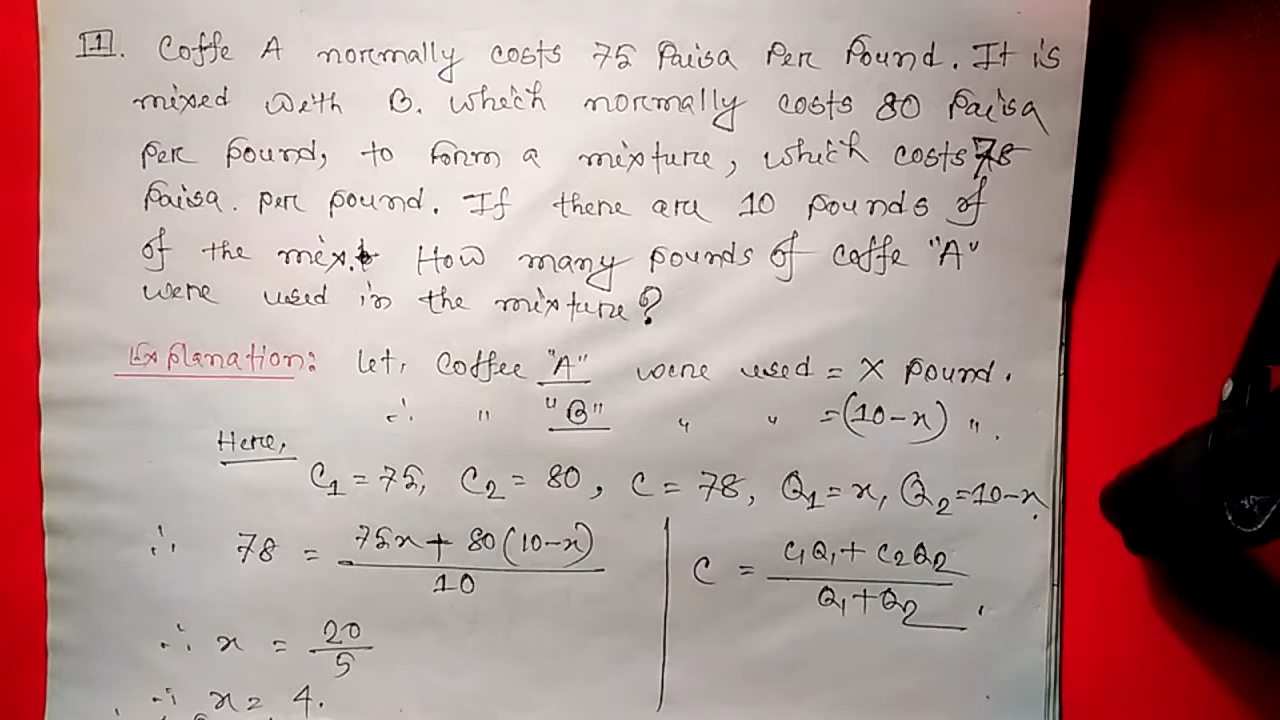 1. Coffe A normally costs 75 Paisa Per Pound. It is
mixed with B. which normally costs 80 Paisa
per pound, to form a mixture, which costs 78
Paisa. per pound. If there are 10 pounds of
of the mix. How many pounds of coffe "A"
were used in the mixture?
Explanation: Let, Coffee "A" were used = X pound.
∴ " "B" " " = (10-x) ".
Here,
C₁ = 75, C₂ = 80, C = 78, Q₁ = x, Q₂ = 10-x.
∴ 78 = (75x + 80(10-x)) / 10
C = (C₁Q₁ + C₂Q₂) / (Q₁+Q₂).
∴ x = 20/5
∴ x = 4.